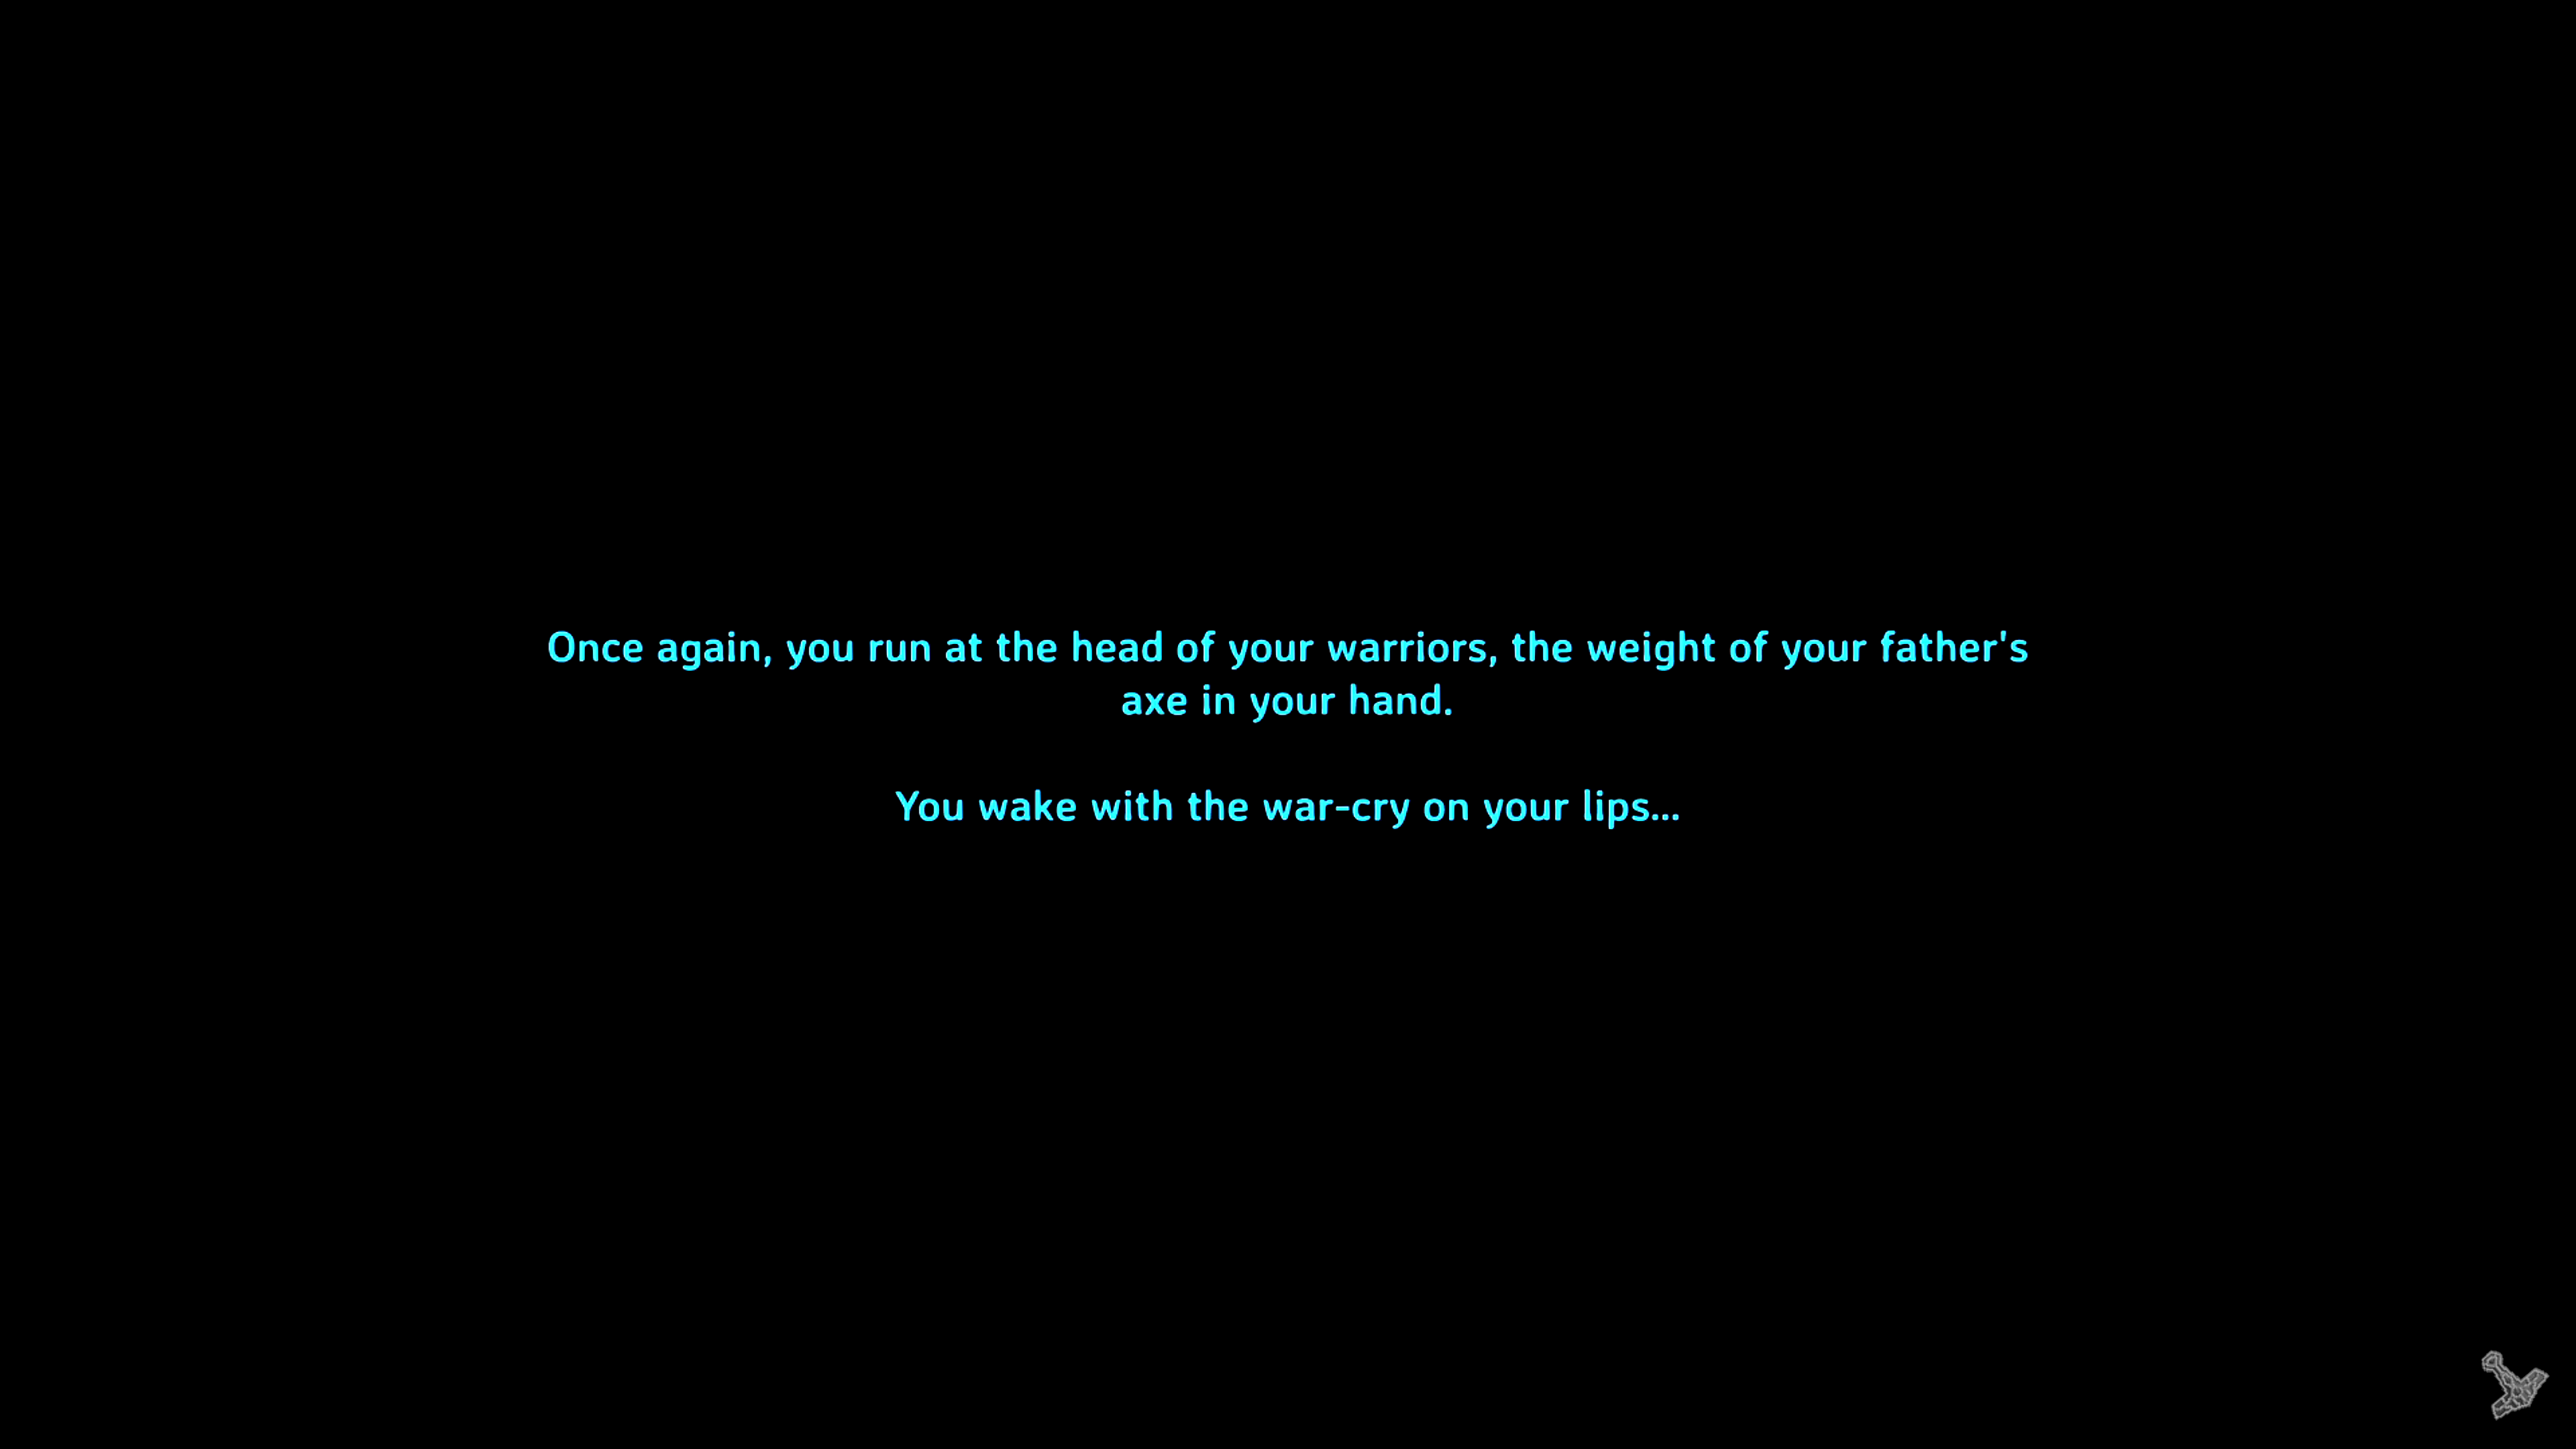 Once again, you run at the head of your warriors, the weight of your father's
axe in your hand.
You wake with the war-cry on your lips...